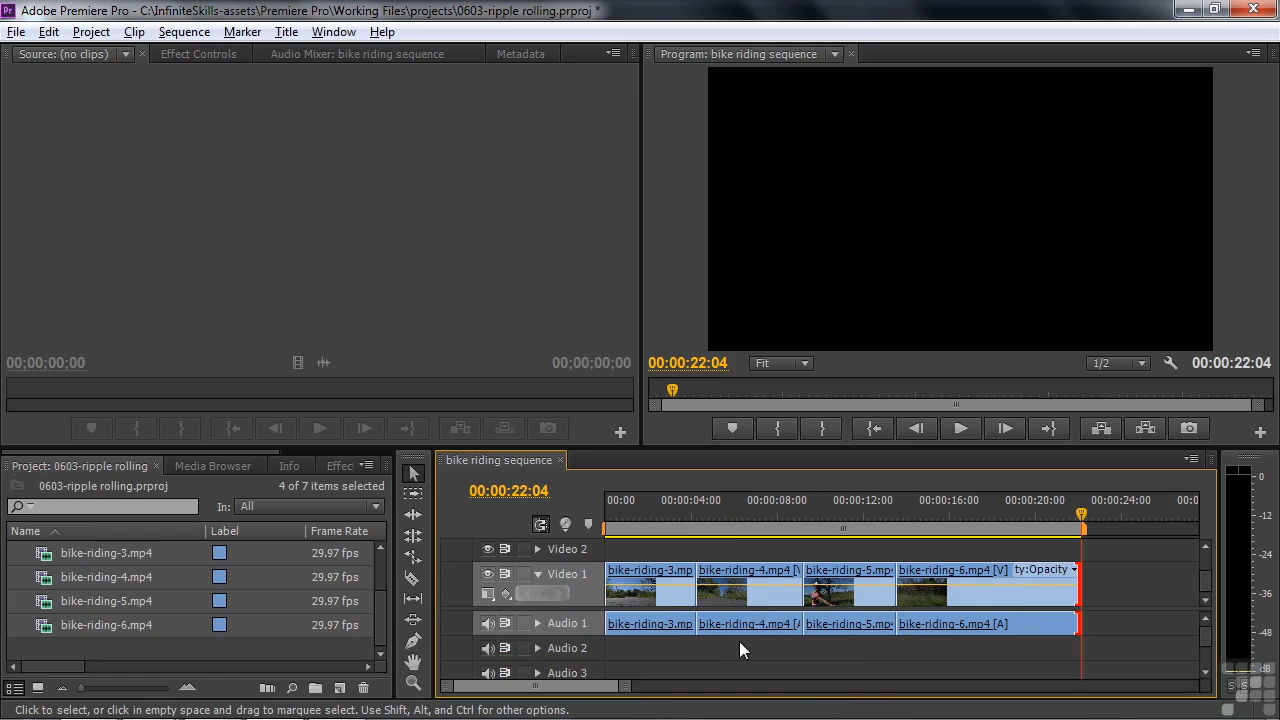 Pr Adobe Premiere Pro - C:\InfiniteSkills-assets\Premiere Pro\Working Files\projects\0603-ripple rolling.prproj *
File Edit Project Clip Sequence Marker Title Window Help
Source: (no clips) Effect Controls Audio Mixer: bike riding sequence Metadata
Program: bike riding sequence
00;00;00;00 00;00;00;00
00:00:22:04 Fit 1/2 00:00:22:04
Project: 0603-ripple rolling Media Browser Info Effec
0603-ripple rolling.prproj 4 of 7 items selected
In: All
Name Label Frame Rate
bike-riding-3.mp4 29.97 fps
bike-riding-4.mp4 29.97 fps
bike-riding-5.mp4 29.97 fps
bike-riding-6.mp4 29.97 fps
bike riding sequence
00:00:22:04
00:00 00:00:04:00 00:00:08:00 00:00:12:00 00:00:16:00 00:00:20:00 00:00:24:00 00:0
Video 2
Video 1 bike-riding-3.mp bike-riding-4.mp4 [V bike-riding-5.mp bike-riding-6.mp4 [V] ty:Opacity
Audio 1 bike-riding-3.mp bike-riding-4.mp4 [A bike-riding-5.mp bike-riding-6.mp4 [A]
Audio 2
Audio 3
0
-12
-24
-36
-48
dB
S S
Click to select, or click in empty space and drag to marquee select. Use Shift, Alt, and Ctrl for other options.